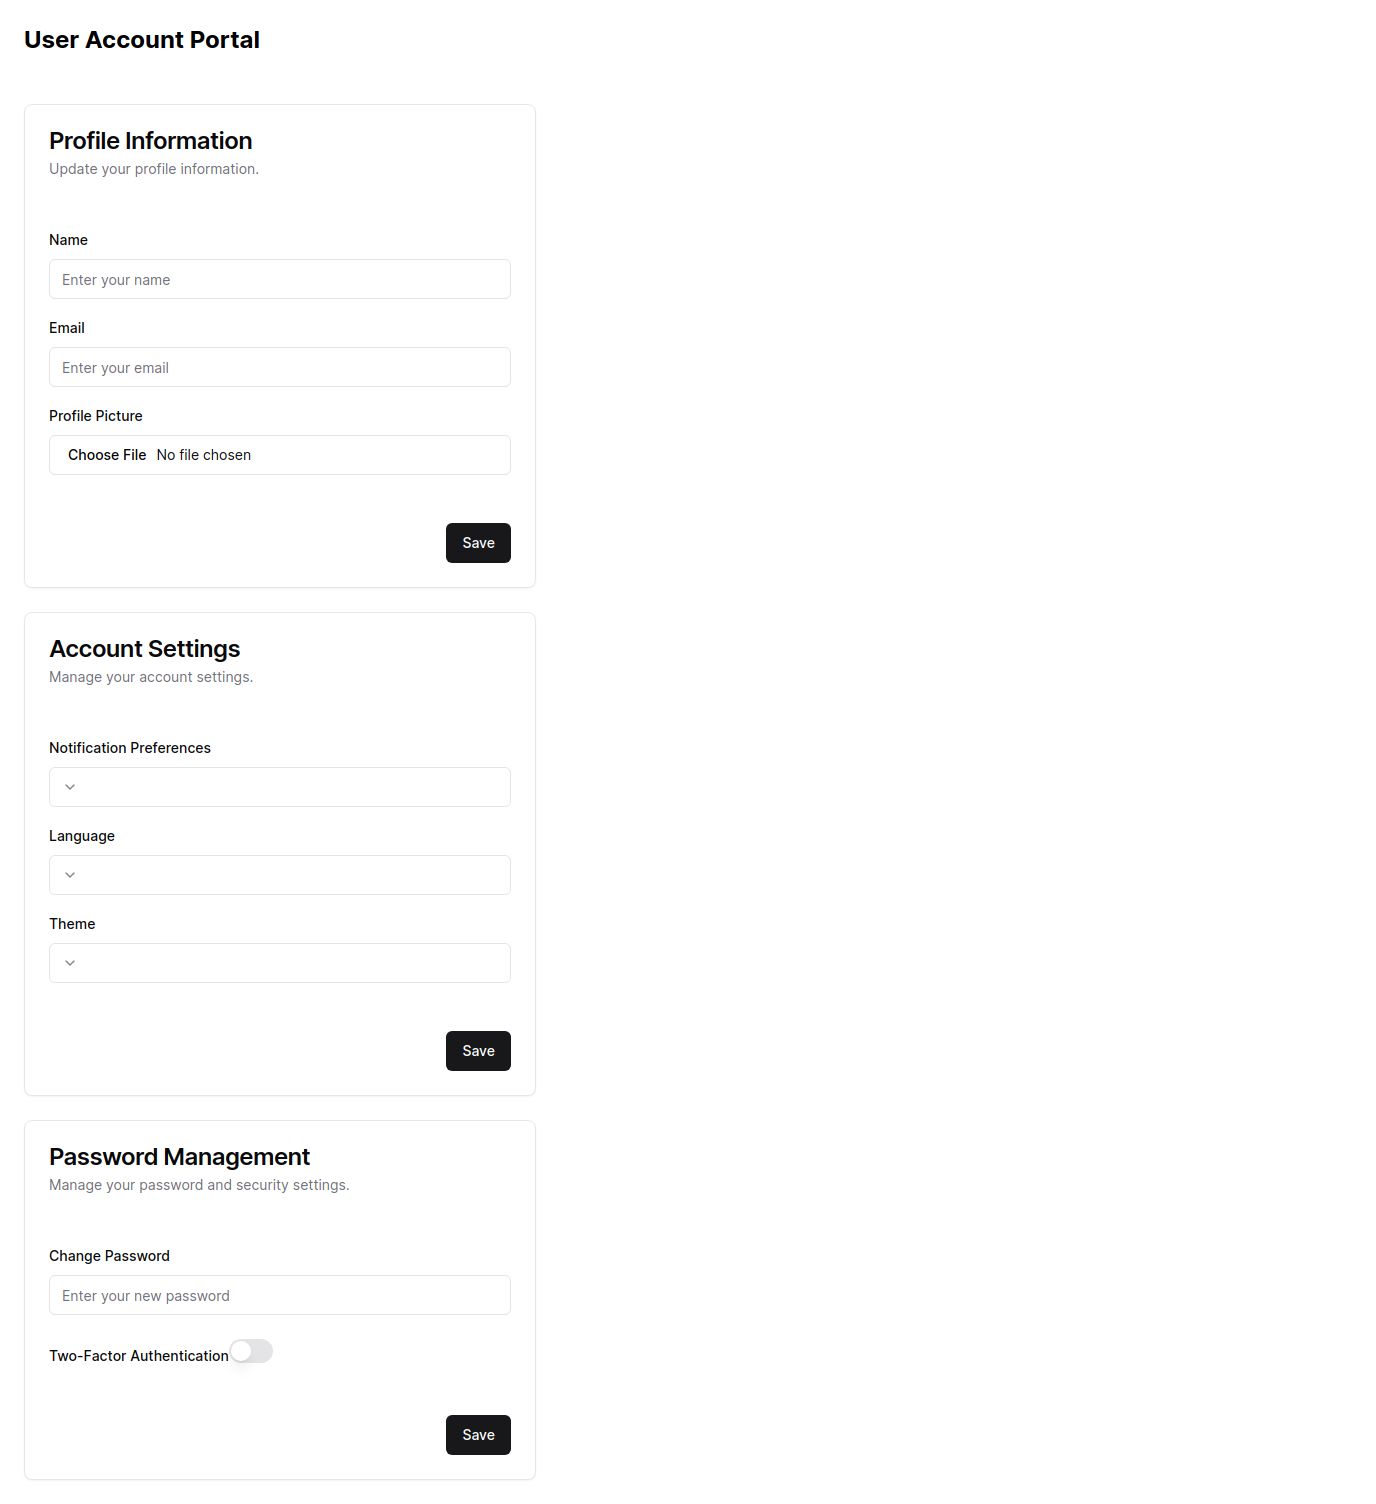 User Account Portal
Profile Information
Update your profile information.
Name
Enter your name
Email
Enter your email
Profile Picture
Choose File No file chosen
Save
Account Settings
Manage your account settings.
Notification Preferences
Language
Theme
Save
Password Management
Manage your password and security settings.
Change Password
Enter your new password
Two-Factor Authentication
Save